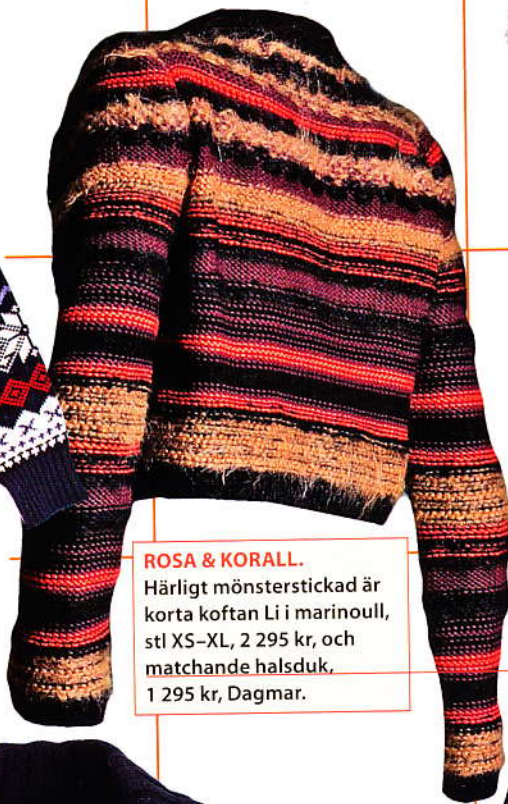 ROSA & KORALL.
Härligt mönsterstickad är
korta koftan Li i marinoull,
stl XS–XL, 2 295 kr, och
matchande halsduk,
1 295 kr, Dagmar.